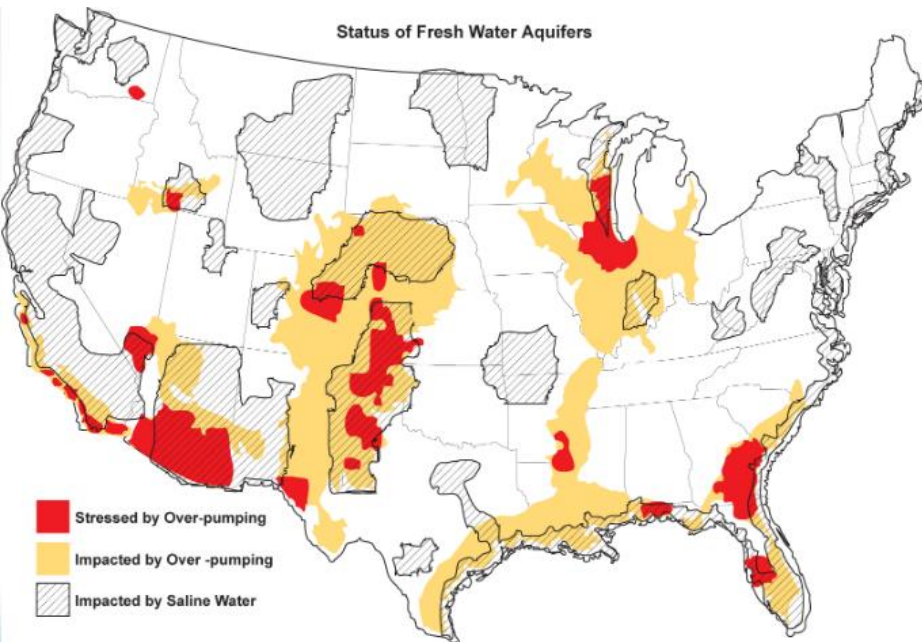 Status of Fresh Water Aquifers
Stressed by Over-pumping
Impacted by Over -pumping
Impacted by Saline Water